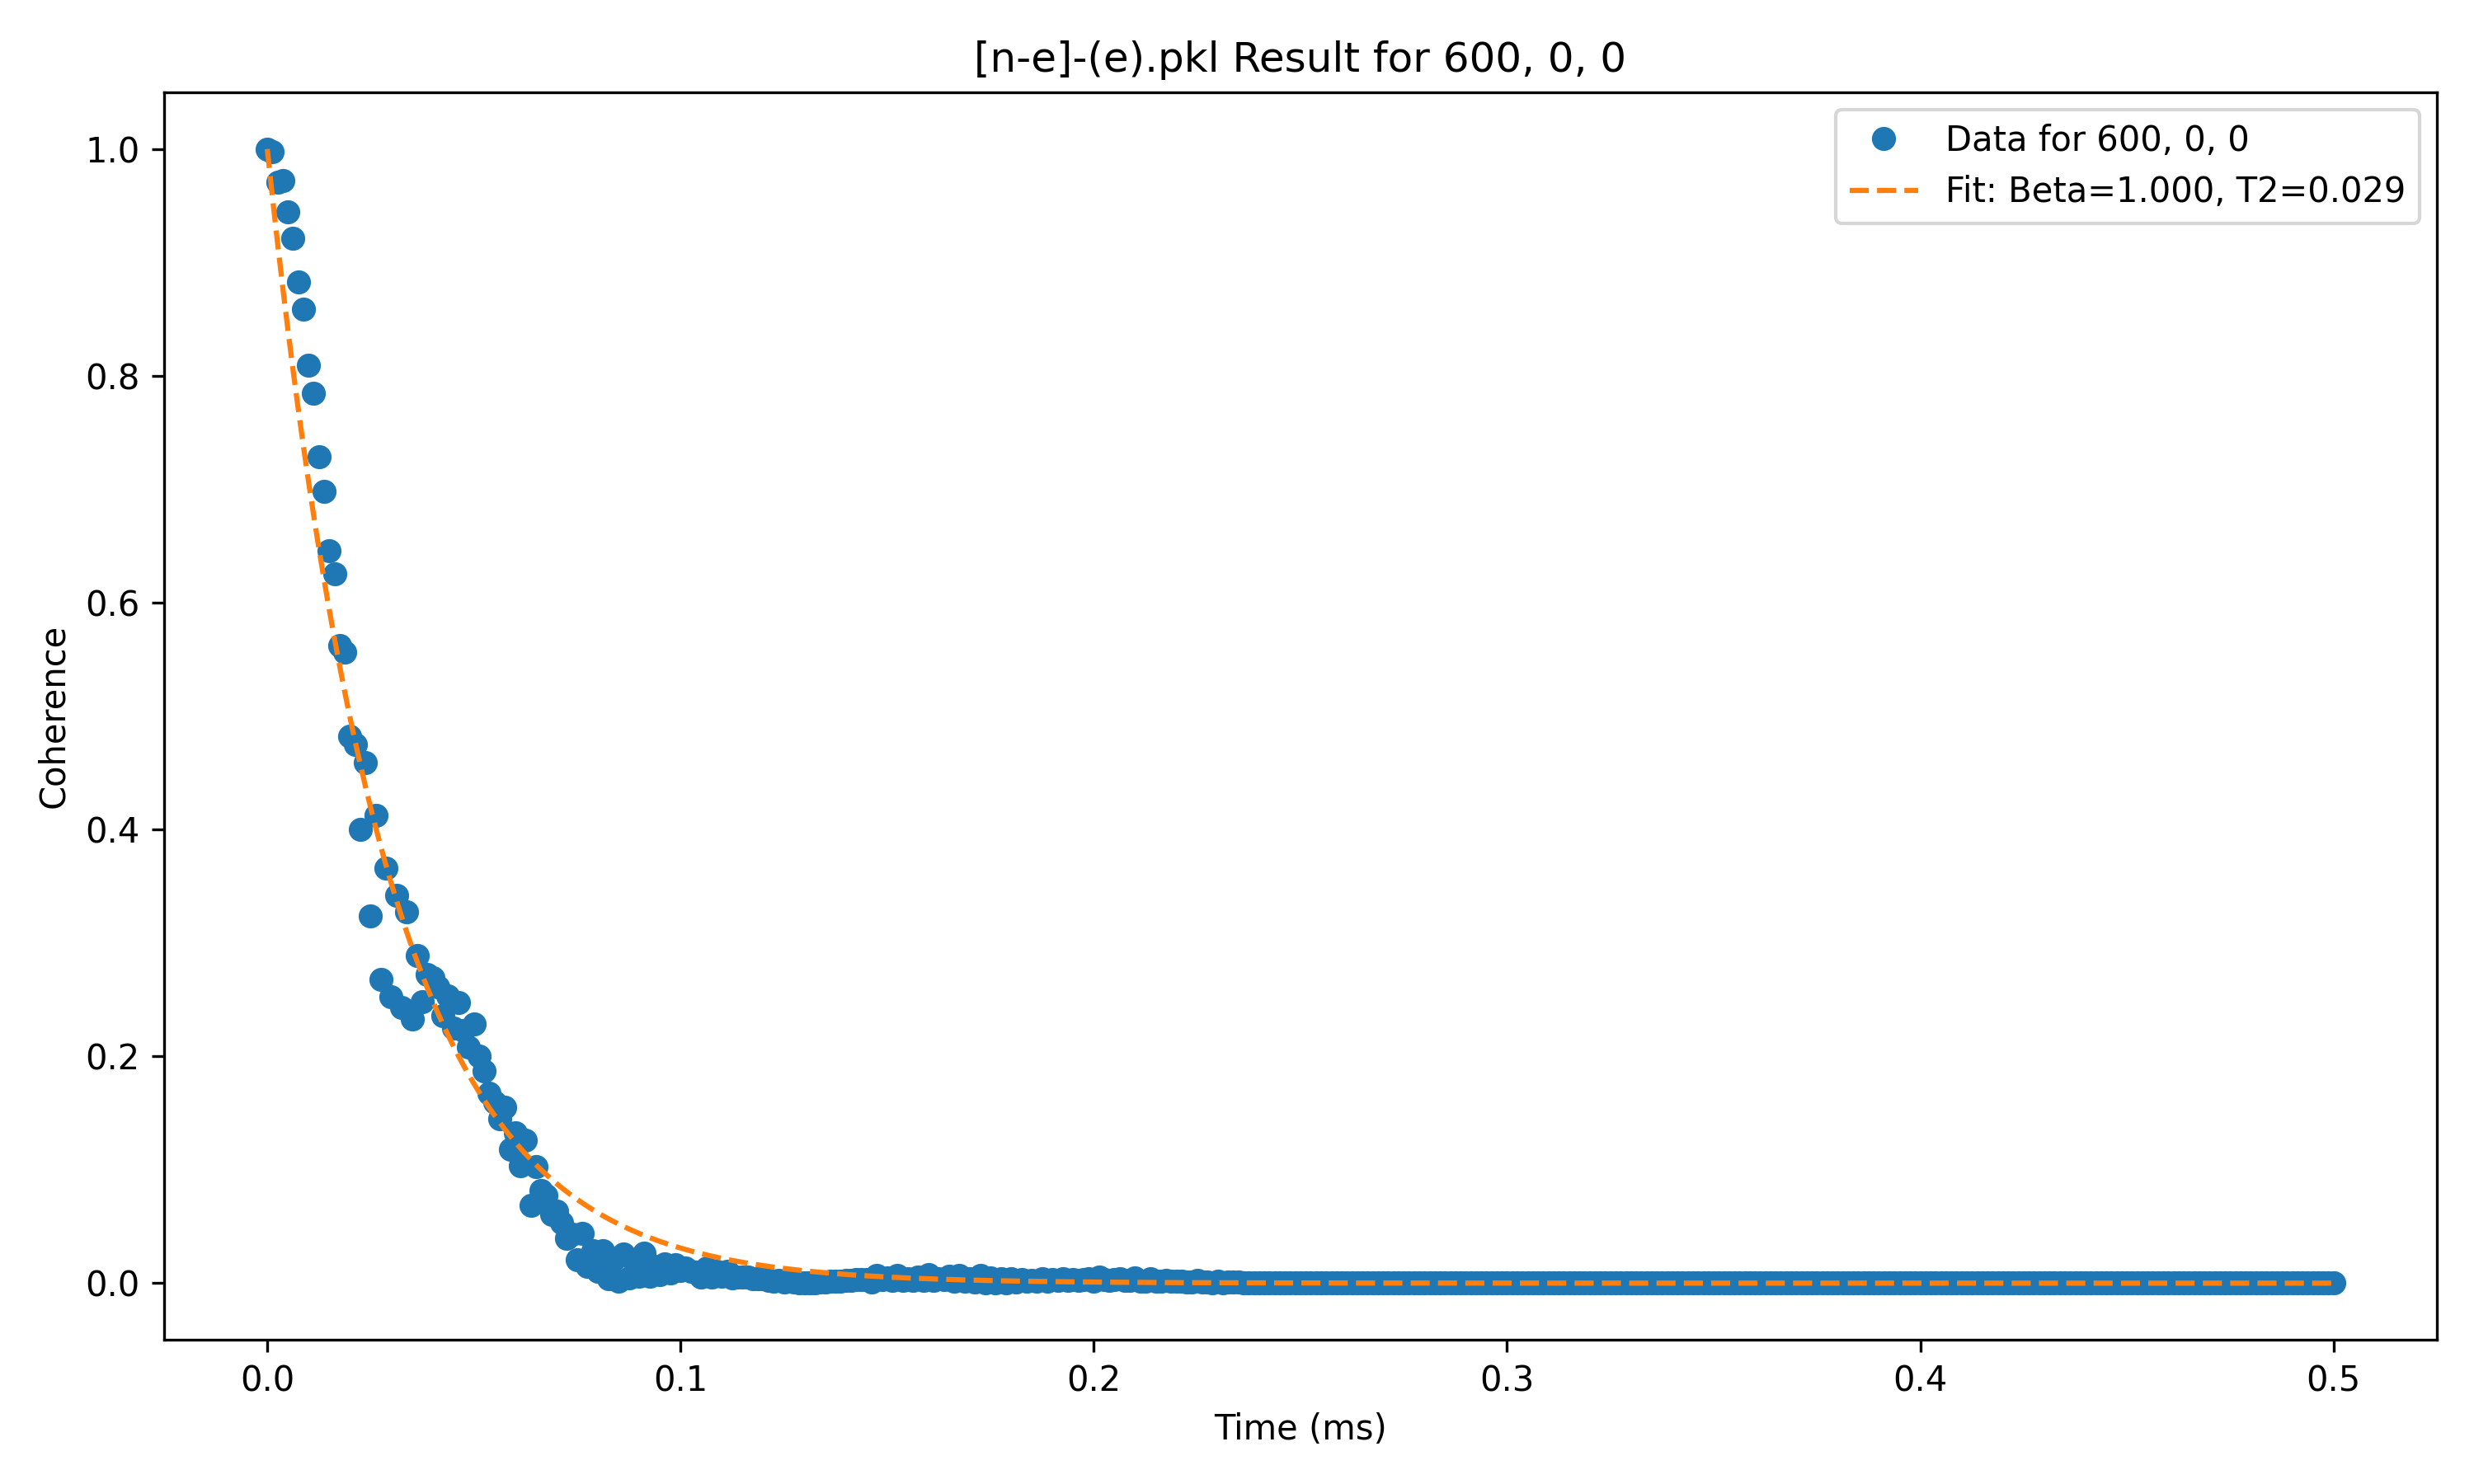 [n-e]-(e).pkl Result for 600, 0, 0
Data for 600, 0, 0
Fit: Beta=1.000, T2=0.029
Coherence
1.0
0.8
0.6
0.4
0.2
0.0
0.0 0.1 0.2 0.3 0.4 0.5
Time (ms)